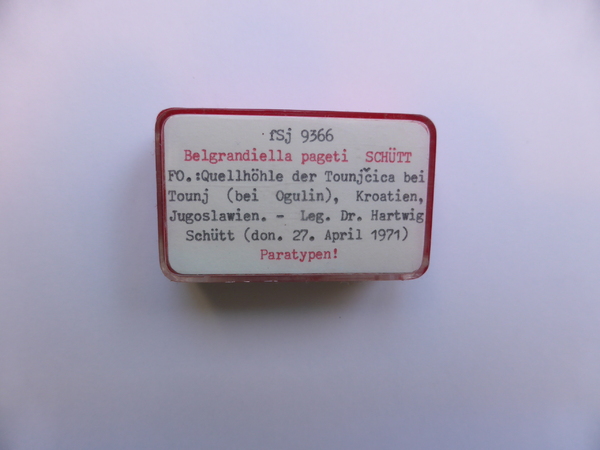 fSj 9366
Belgrandiella pageti SCHÜTT
FO.:Quellhöhle der Tounjčica bei
Tounj (bei Ogulin), Kroatien,
Jugoslawien. - Leg. Dr. Hartwig
Schütt (don. 27. April 1971)
Paratypen!